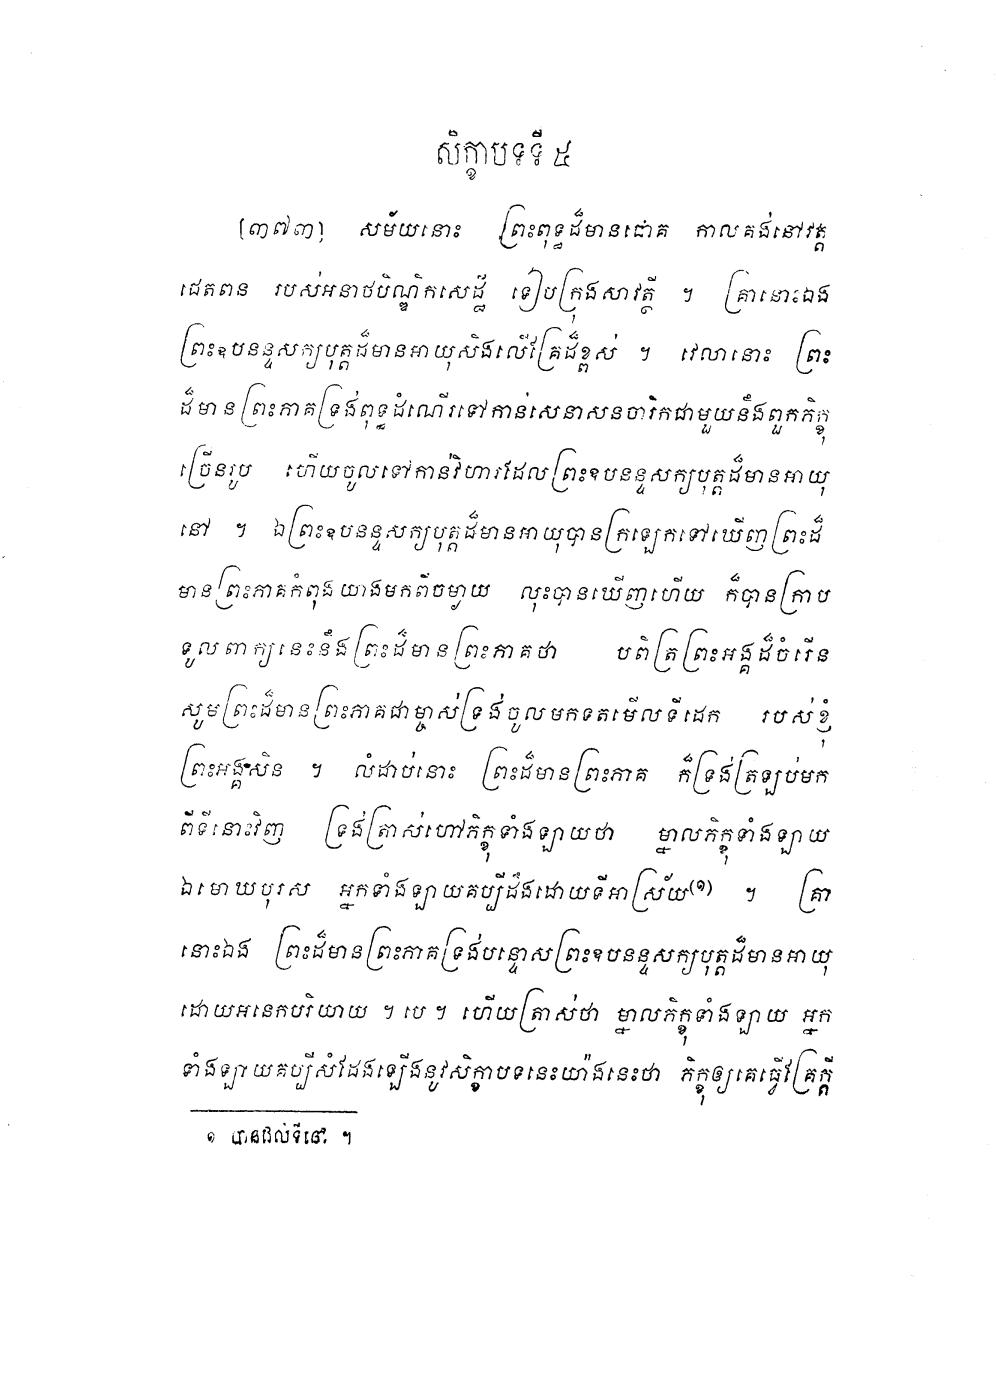 សិក្ខាបទទី ៥
[៣៧៣] សម័យនោះ ព្រះពុទ្ធដ៏មានជោគ កាលគង់នៅវត្ត
ជេតពន របស់អនាថបិណ្ឌិកសេដ្ឋី ទៀបក្រុងសាវត្ថី ។ គ្រានោះឯង
ព្រះឧបនន្ទសក្យបុត្តដ៏មានអាយុសិងលើគ្រែដ៏ខ្ពស់ ។ វេលានោះ ព្រះ
ដ៏មានព្រះភាគទ្រង់ពុទ្ធដំណើរទៅកាន់សេនាសនចារិកជាមួយនឹងពួកភិក្ខុ
ច្រើនរូប ហើយចូលទៅកាន់វិហារដែលព្រះឧបនន្ទសក្យបុត្តដ៏មានអាយុ
នៅ ។ ឯព្រះឧបនន្ទសក្យបុត្តដ៏មានអាយុបានក្រឡេកទៅឃើញព្រះដ៏
មានព្រះភាគកំពុងយាងមកពីចម្ងាយ លុះបានឃើញហើយ ក៏បានក្រាប
ទូលពាក្យនេះនឹងព្រះដ៏មានព្រះភាគថា បពិត្រព្រះអង្គដ៏ចំរើន
សូមព្រះដ៏មានព្រះភាគជាម្ចាស់ទ្រង់ចូលមកទតមើលទីដេក របស់ខ្ញុំ
ព្រះអង្គសិន ។ លំដាប់នោះ ព្រះដ៏មានព្រះភាគ ក៏ទ្រង់ត្រឡប់មក
ពីទីនោះវិញ ទ្រង់ត្រាស់ហៅភិក្ខុទាំងឡាយថា ម្នាលភិក្ខុទាំងឡាយ
ឯមោឃបុរស អ្នកទាំងឡាយគប្បីដឹងដោយទីអាស្រ័យ(១) ។ គ្រា
នោះឯង ព្រះដ៏មានព្រះភាគទ្រង់បន្ទោសព្រះឧបនន្ទសក្យបុត្តដ៏មានអាយុ
ដោយអនេកបរិយាយ ។ បេ ។ ហើយត្រាស់ថា ម្នាលភិក្ខុទាំងឡាយ អ្នក
ទាំងឡាយគប្បីសំដែងឡើងនូវសិក្ខាបទនេះយ៉ាងនេះថា ភិក្ខុឲ្យគេធ្វើគ្រែក្តី
១ បានដល់ទីនៅ ។